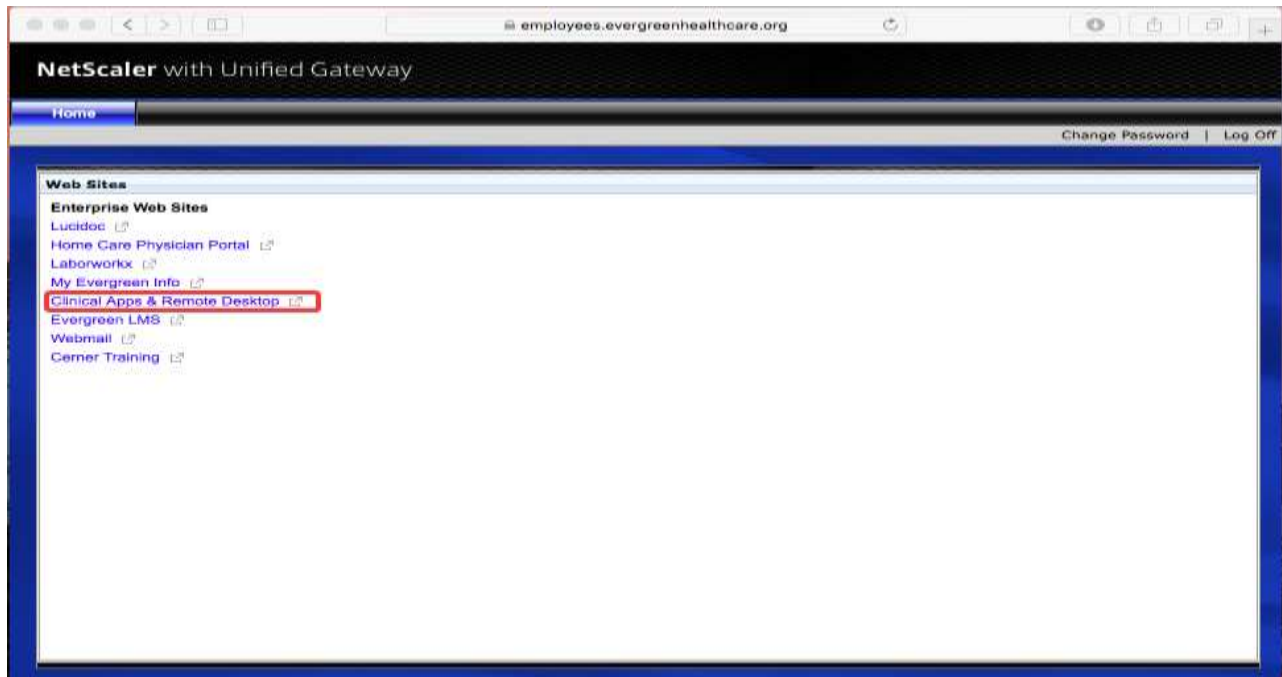 employees.evergreenhealthcare.org
NetScaler with Unified Gateway
Home
Change Password | Log Off
Web Sites
Enterprise Web Sites
Lucidoc
Home Care Physician Portal
Laborworkx
My Evergreen Info
Clinical Apps & Remote Desktop
Evergreen LMS
Webmail
Cerner Training